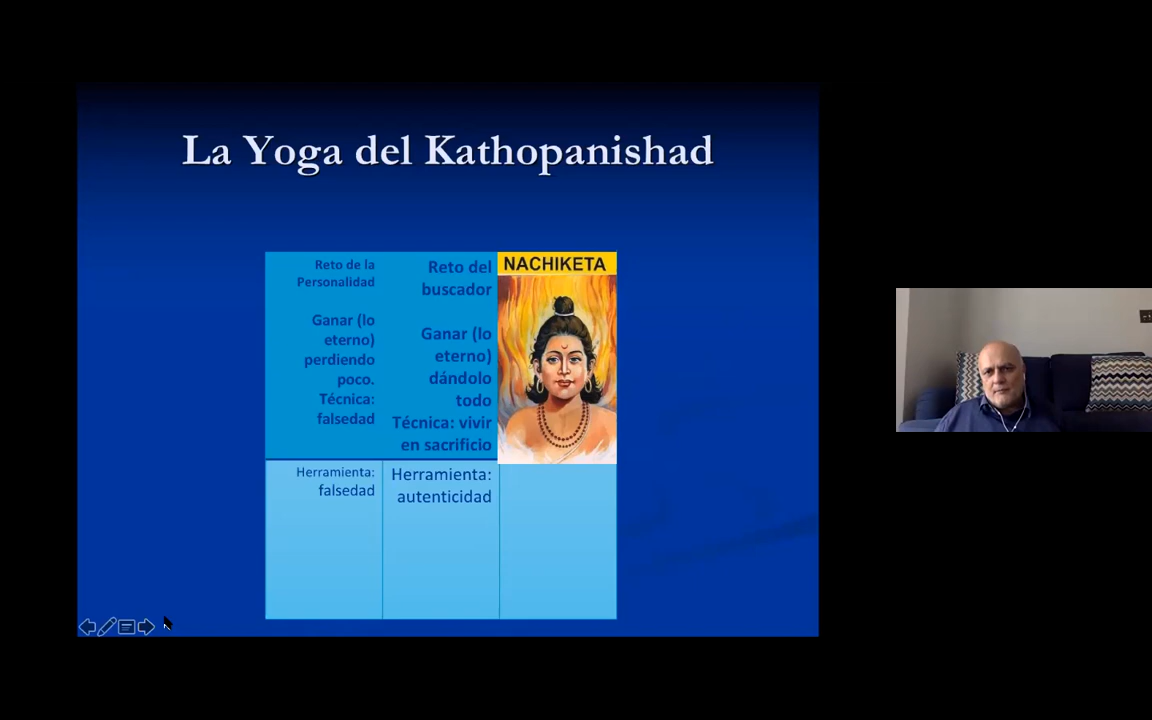 La Yoga del Kathopanishad
Reto de la
Personalidad
Ganar (lo
eterno)
perdiendo
poco.
Técnica:
falsedad
Reto del
buscador
Ganar (lo
eterno)
dándolo
todo
Técnica: vivir
en sacrificio
NACHIKETA
Herramienta:
falsedad
Herramienta:
autenticidad